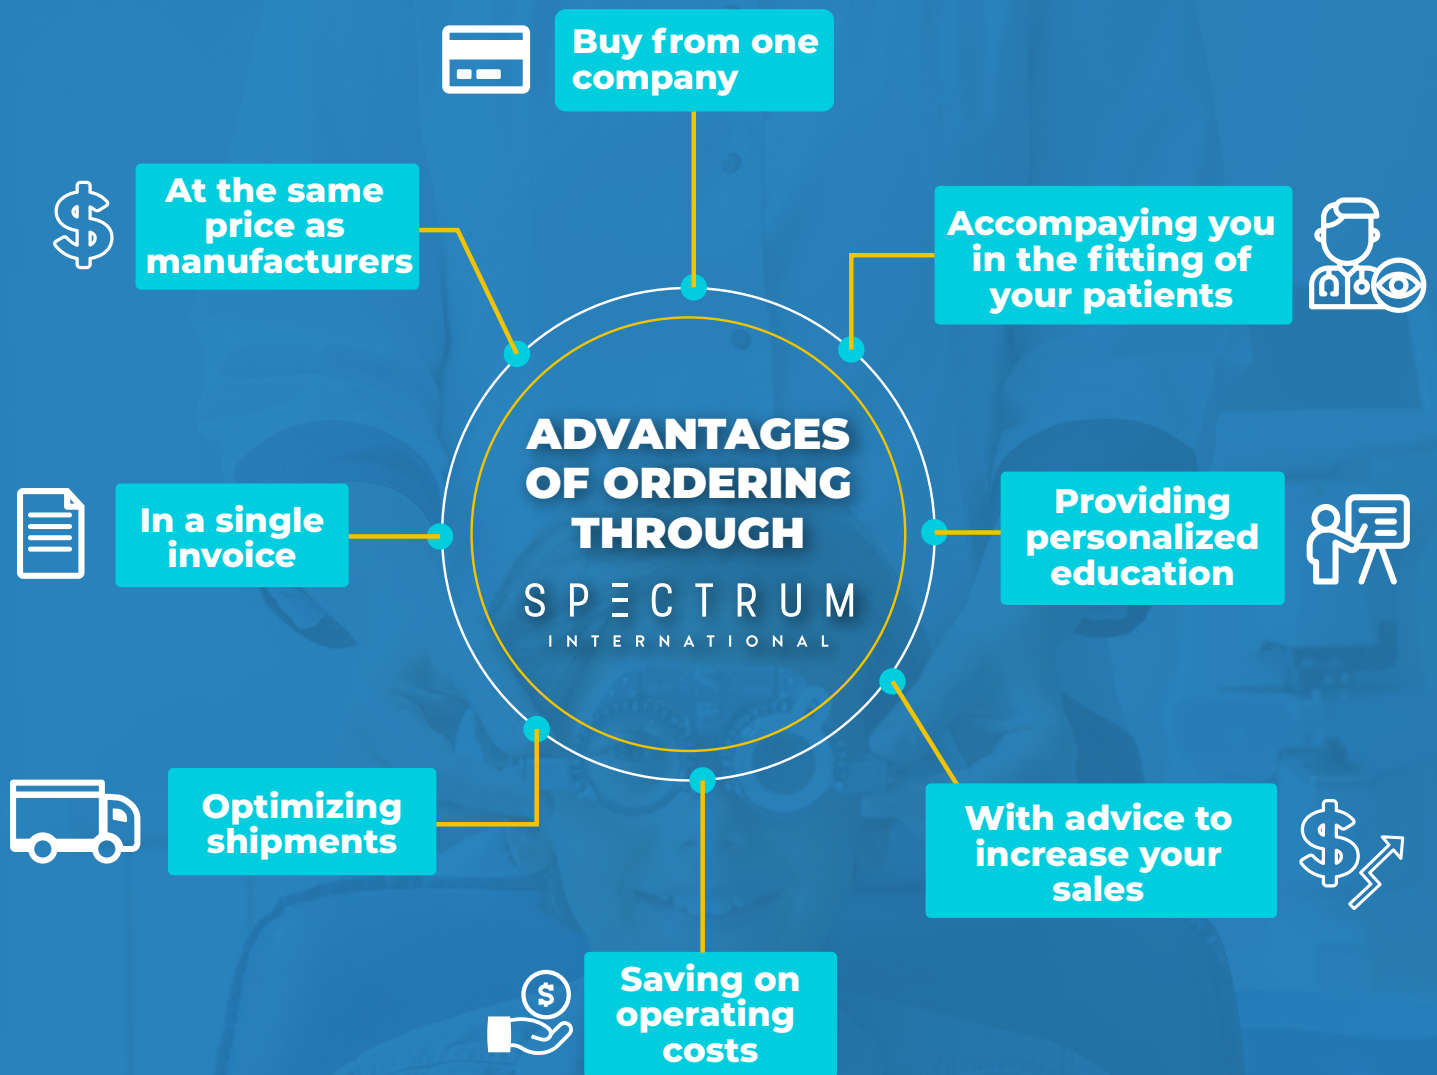 Buy from one
company
At the same
price as
manufacturers
Accompaying you
in the fitting of
your patients
ADVANTAGES
OF ORDERING
THROUGH
SPECTRUM
INTERNATIONAL
In a single
invoice
Providing
personalized
education
Optimizing
shipments
With advice to
increase your
sales
$
Saving on
operating
costs